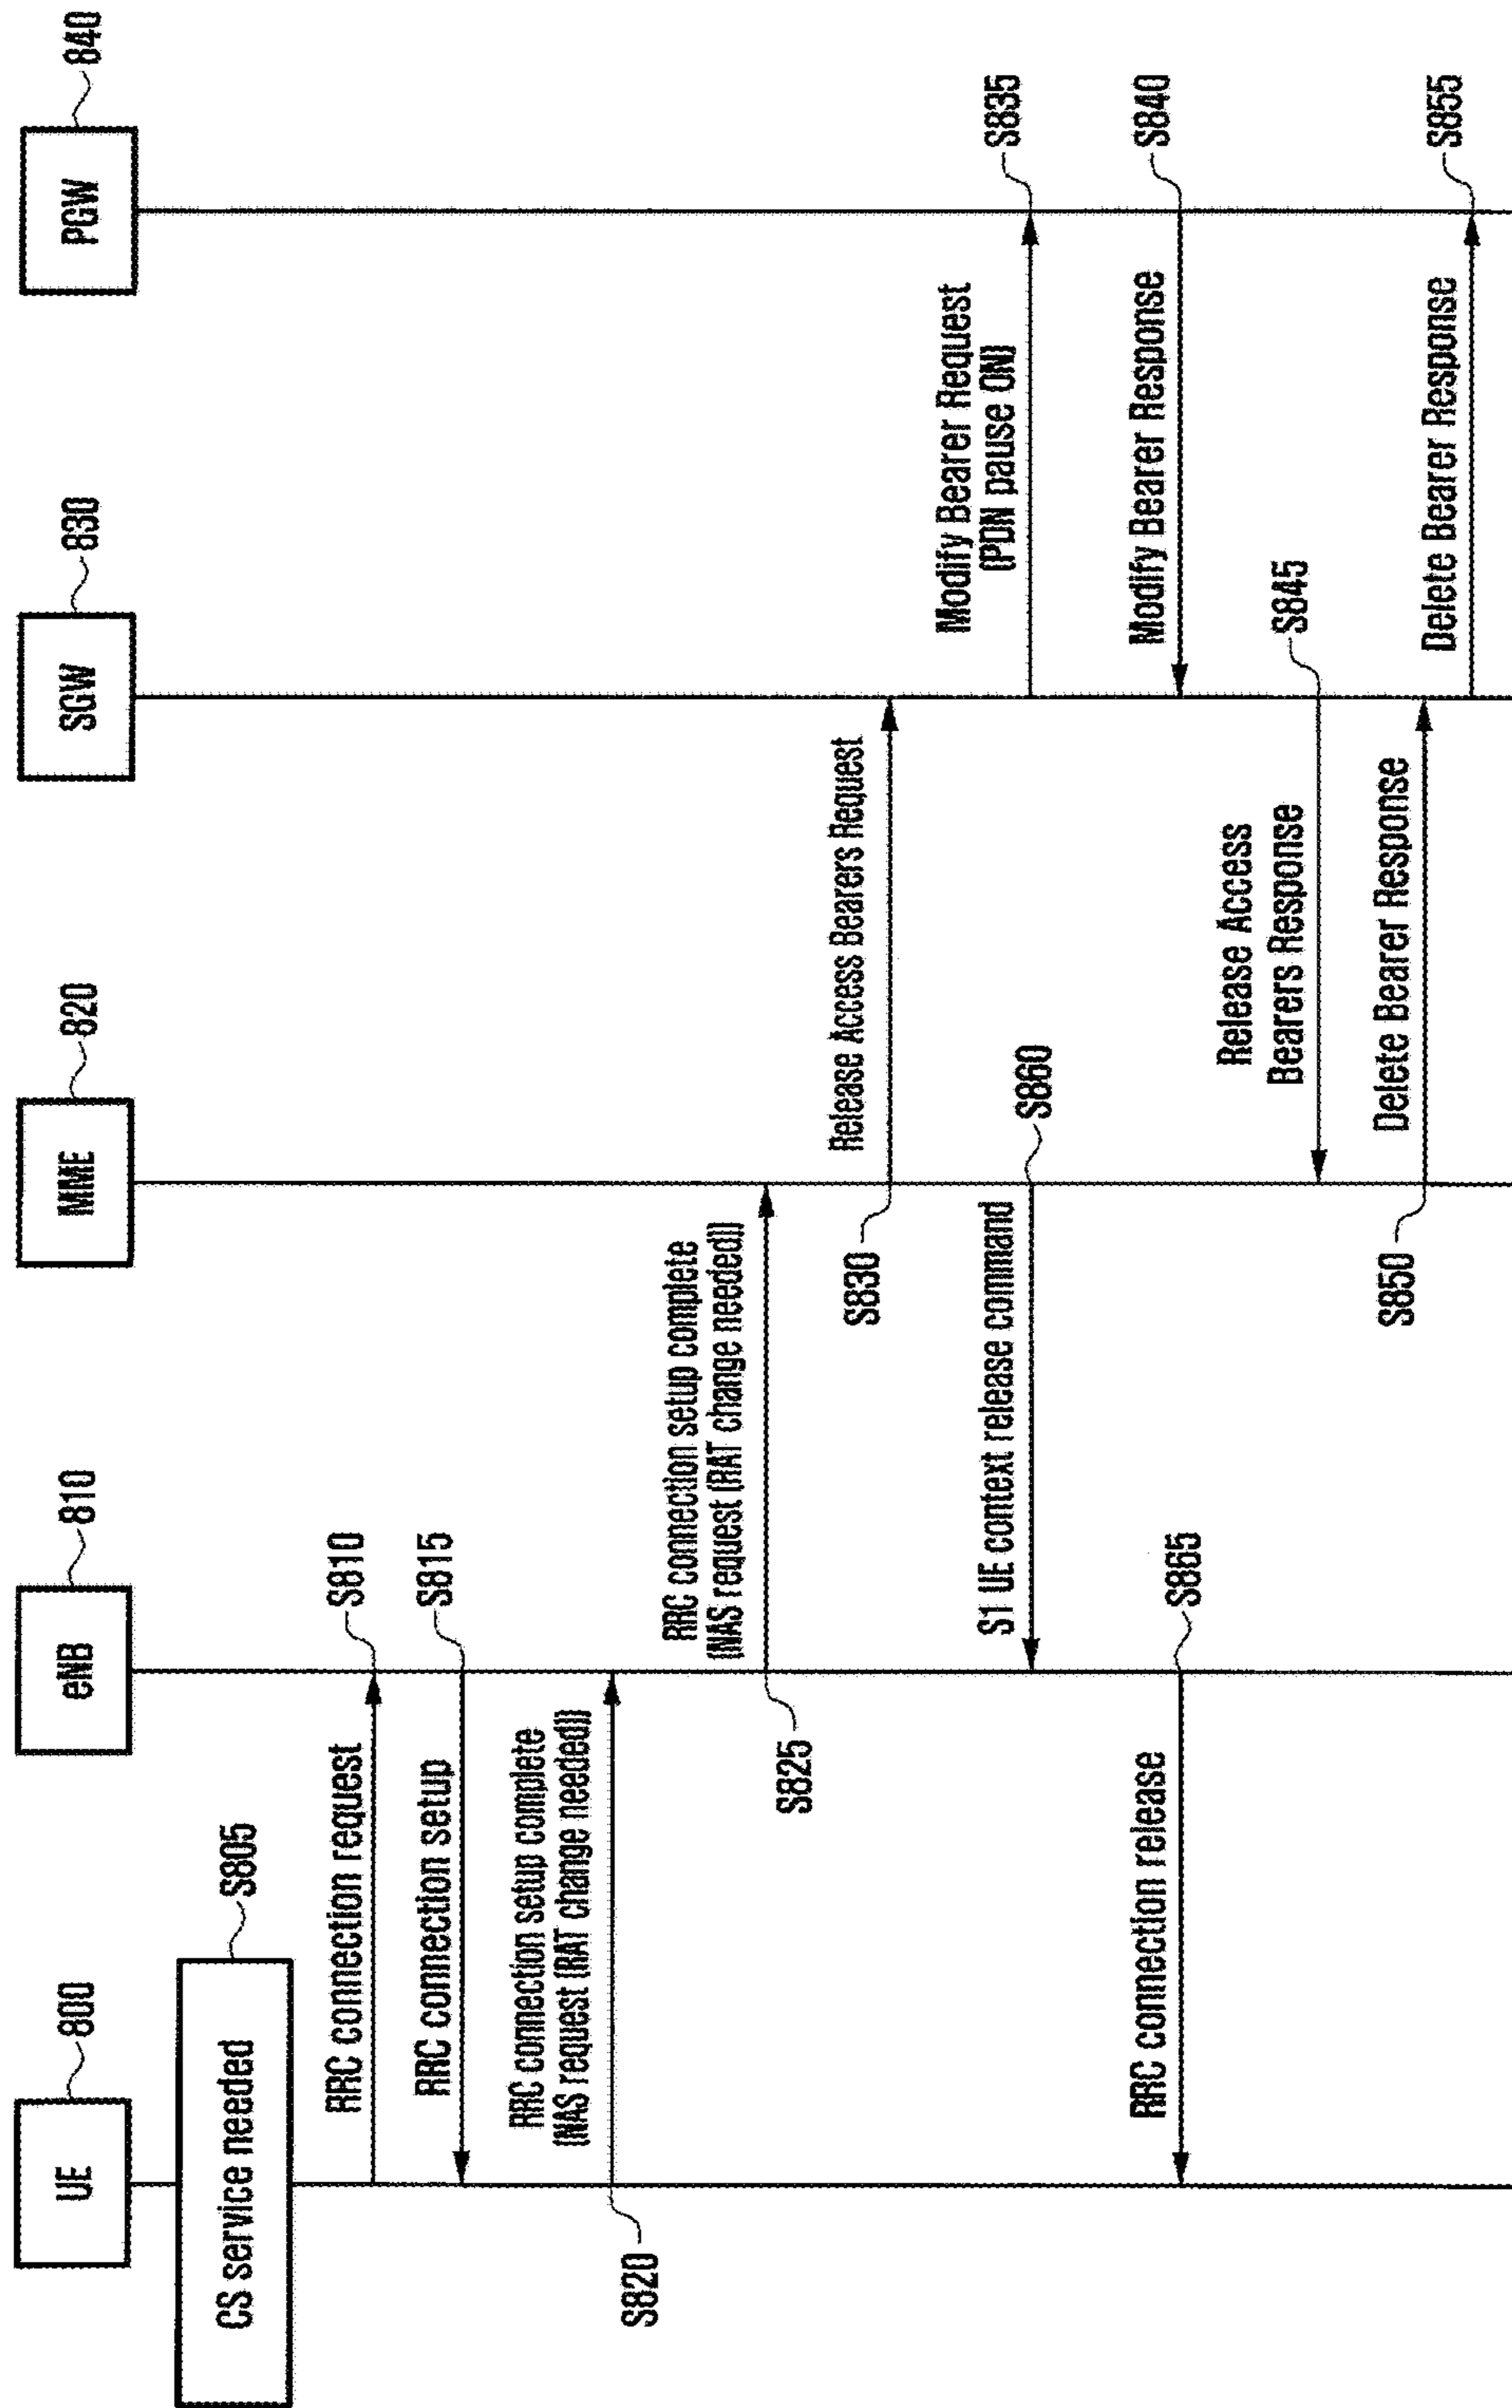 UE
800
eNB
810
MME
820
SGW
830
PGW
840
CS service needed
S805
RRC connection request
S810
RRC connection setup
S815
RRC connection setup complete
(NAS request (RAT change needed))
S820
RRC connection setup complete
(NAS request (RAT change needed))
S825
Release Access Bearers Request
S830
Modify Bearer Request
(PDN pause ON)
S835
S1 UE context release command
S860
Modify Bearer Response
S840
RRC connection release
S865
Release Access
Bearers Response
S845
Delete Bearer Response
S850
Delete Bearer Response
S855